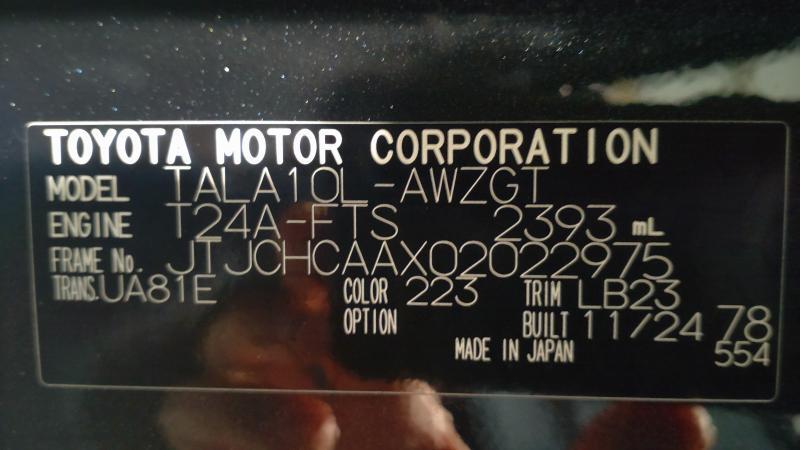 TOYOTA MOTOR CORPORATION
MODEL TALA10L-AWZGT
ENGINE T24A-FTS 2393 mL
FRAME No. JTJCHCAAX02022975
TRANS. UA81E COLOR 223 TRIM LB23
OPTION BUILT 11/24 78
MADE IN JAPAN 554